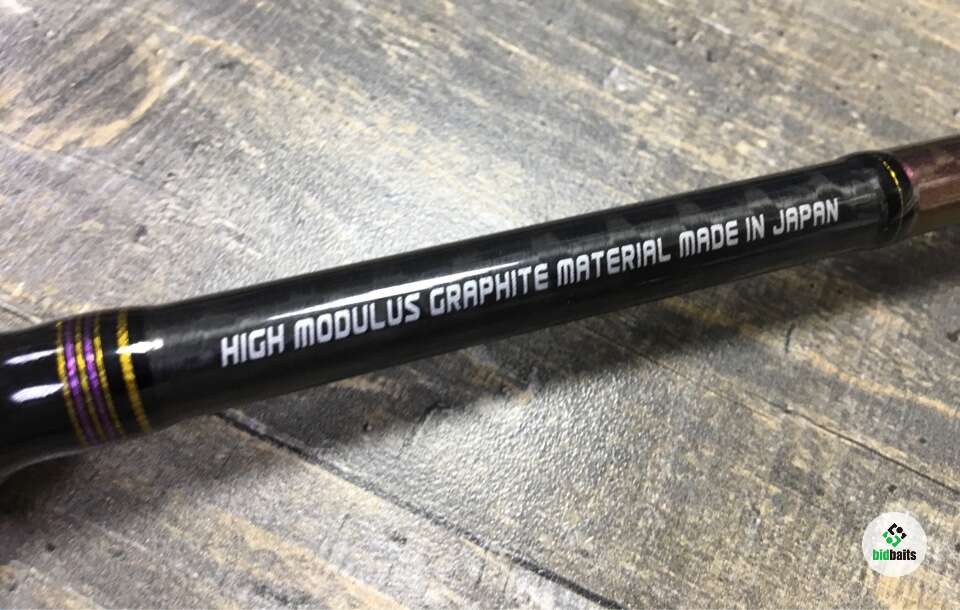 HIGH MODULUS GRAPHITE MATERIAL MADE IN JAPAN
bidbaits